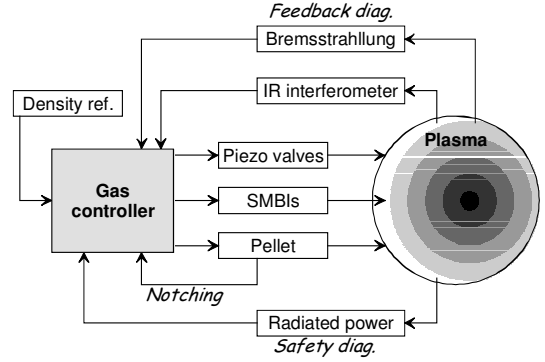 Feedback diag.
Bremsstrahllung
IR interferometer
Density ref.
Plasma
Piezo valves
Gas
controller
SMBIs
Pellet
Notching
Radiated power
Safety diag.